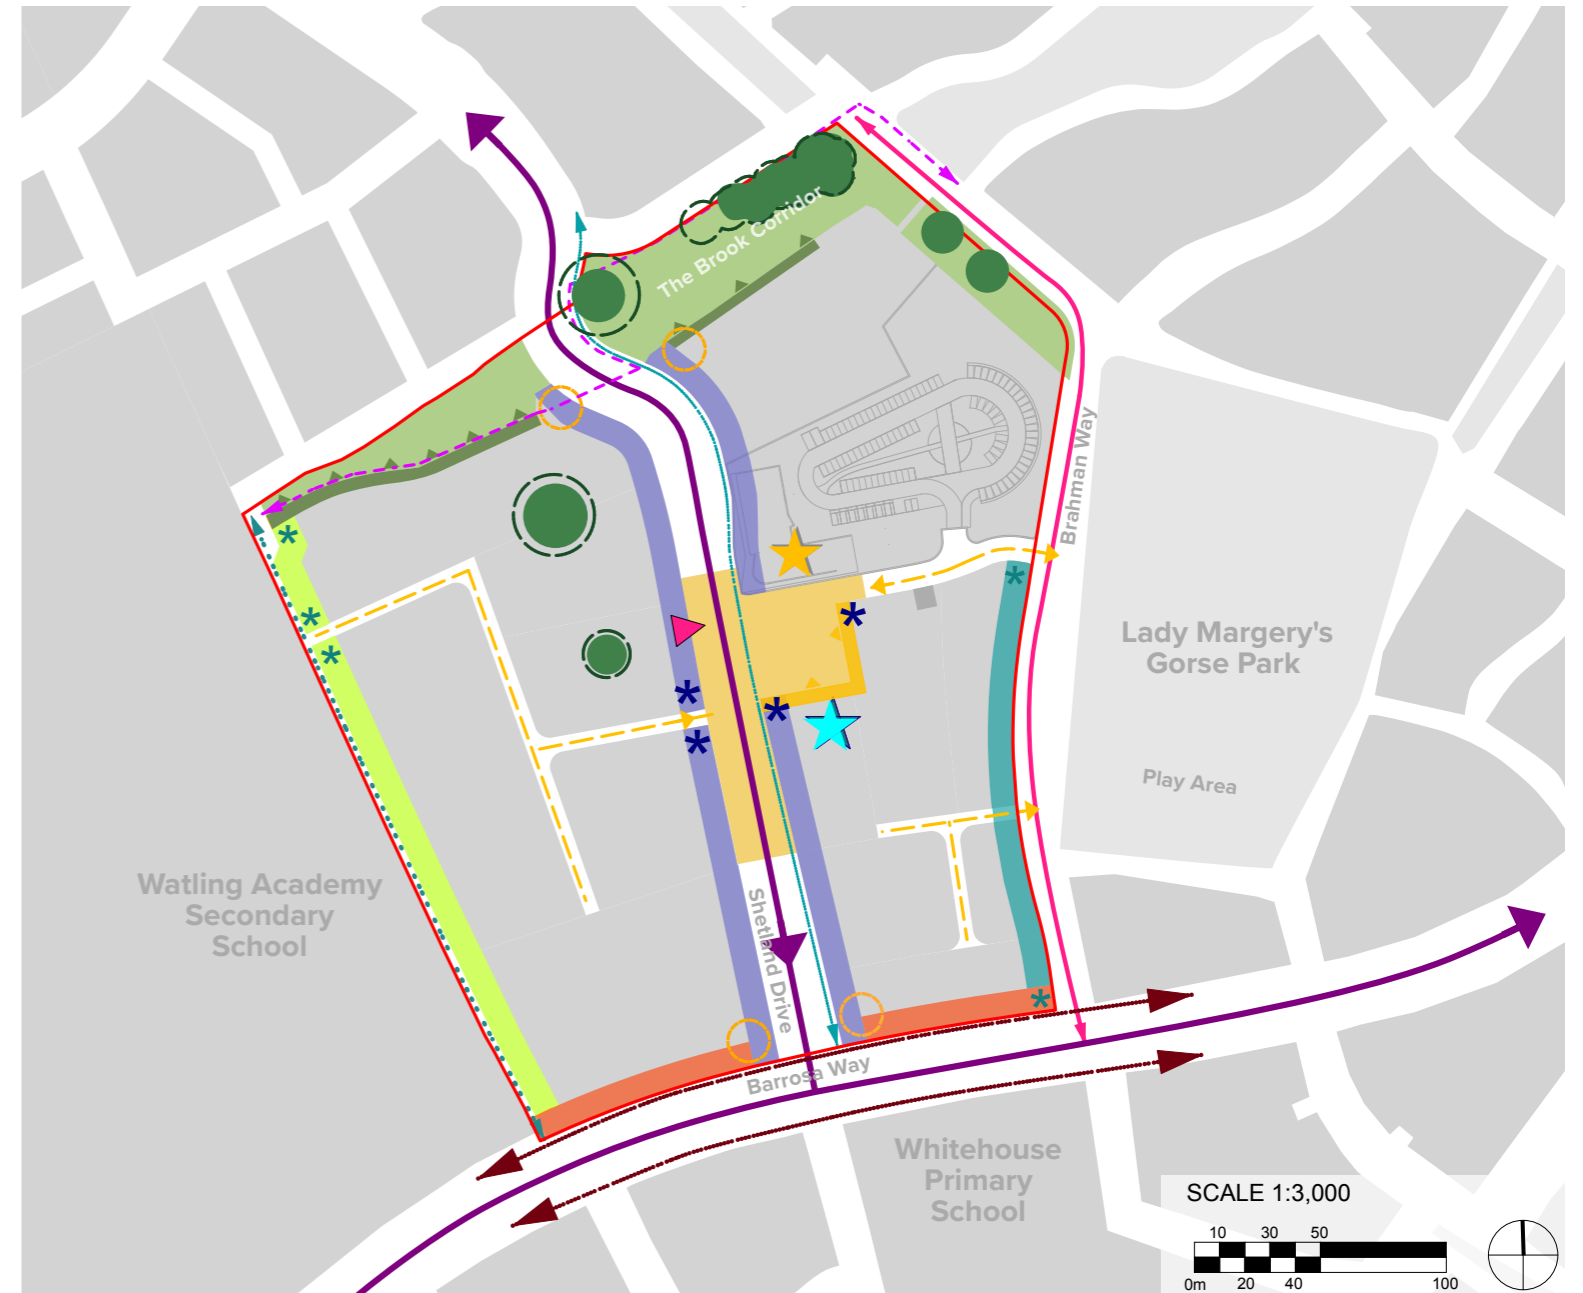 The Brook Corridor
Brahman Way
Lady Margery's
Gorse Park
Play Area
Watling Academy
Secondary
School
Shetland Drive
Barrosa Way
Whitehouse
Primary
School
SCALE 1:3,000
10 30 50
0m 20 40 100